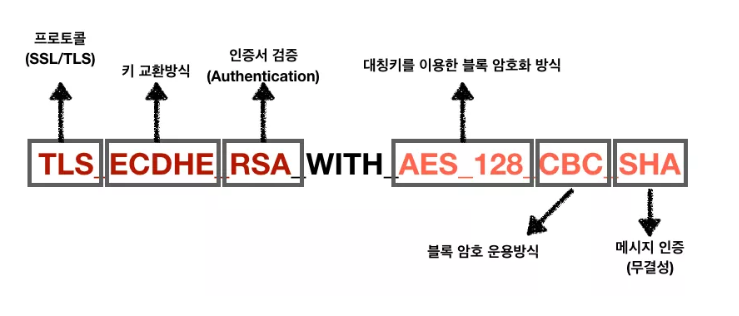 프로토콜
(SSL/TLS)
키 교환방식
인증서 검증
(Authentication)
대칭키를 이용한 블록 암호화 방식
TLS_ECDHE_RSA_WITH_AES_128_CBC_SHA
블록 암호 운용방식
메시지 인증
(무결성)